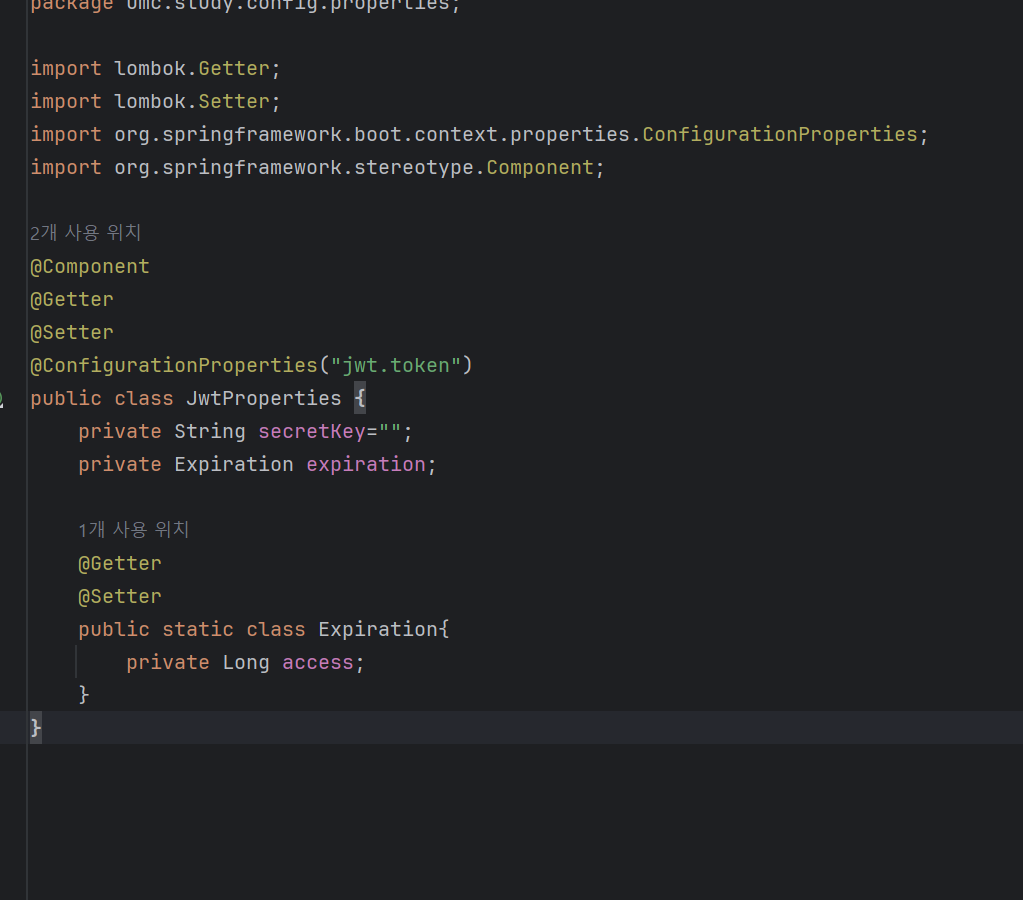 package umc.study.config.properties;
import lombok.Getter;
import lombok.Setter;
import org.springframework.boot.context.properties.ConfigurationProperties;
import org.springframework.stereotype.Component;
2개 사용 위치
@Component
@Getter
@Setter
@ConfigurationProperties("jwt.token")
public class JwtProperties {
private String secretKey="";
private Expiration expiration;
1개 사용 위치
@Getter
@Setter
public static class Expiration{
private Long access;
}
}